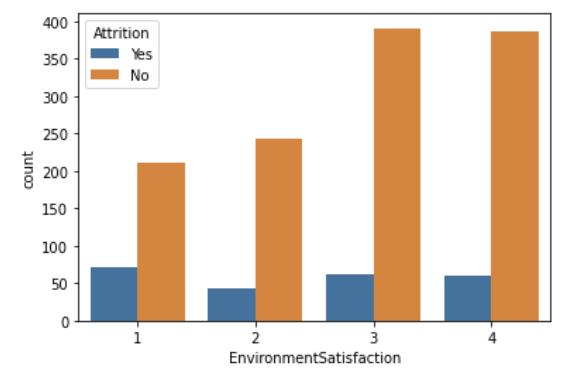 Attrition
Yes
No
400
350
300
250
200
150
100
50
0
count
1 2 3 4
EnvironmentSatisfaction